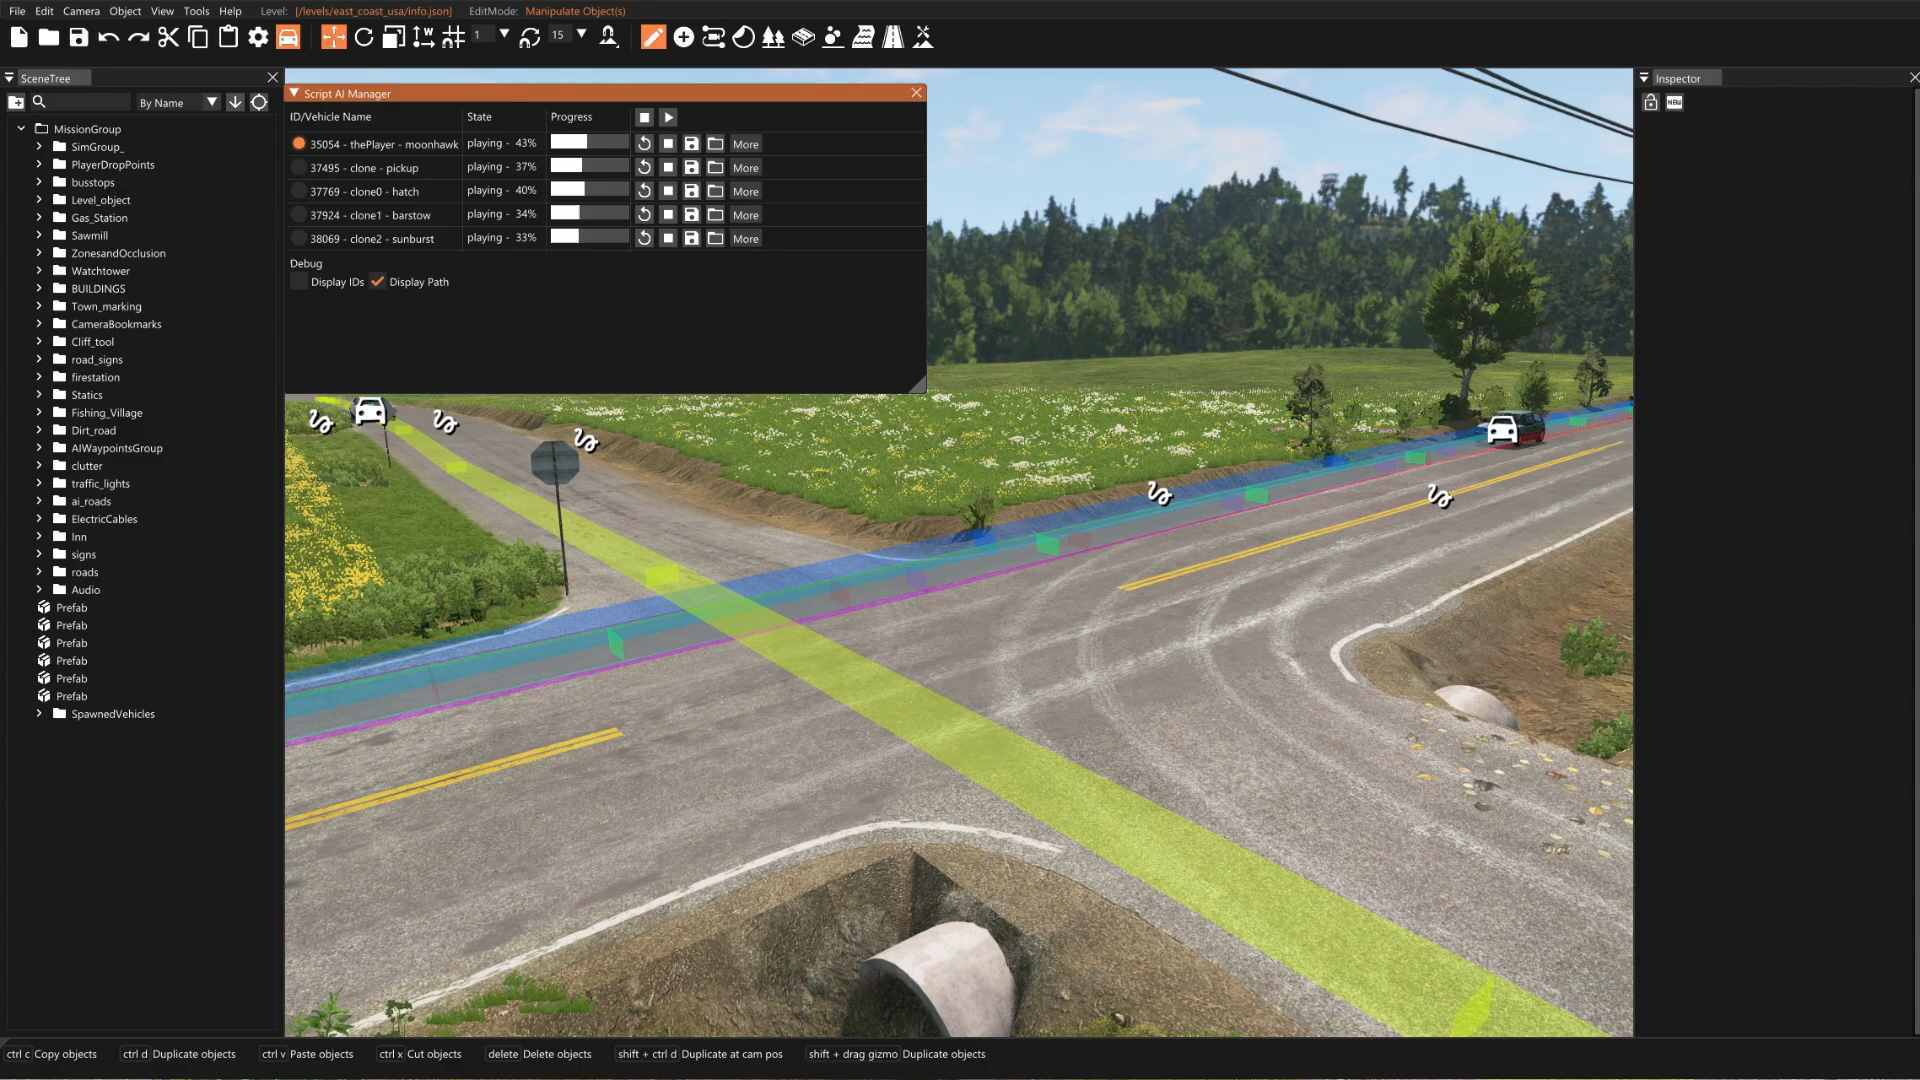 File Edit Camera Object View Tools Help Level: [/levels/east_coast_usa/info.json] EditMode: Manipulate Object(s)
W 1 15
SceneTree
By Name
MissionGroup
SimGroup_
PlayerDropPoints
busstops
Level_object
Gas_Station
Sawmill
ZonesandOcclusion
Watchtower
BUILDINGS
Town_marking
CameraBookmarks
Cliff_tool
road_signs
firestation
Statics
Fishing_Village
Dirt_road
AIWaypointsGroup
clutter
traffic_lights
ai_roads
ElectricCables
Inn
signs
roads
Audio
Prefab
Prefab
Prefab
Prefab
Prefab
Prefab
SpawnedVehicles
Script AI Manager
ID/Vehicle Name State Progress
35054 - thePlayer - moonhawk playing - 43% More
37495 - clone - pickup playing - 37% More
37769 - clone0 - hatch playing - 40% More
37924 - clone1 - barstow playing - 34% More
38069 - clone2 - sunburst playing - 33% More
Debug
Display IDs Display Path
Inspector
NEW
ctrl c Copy objects ctrl d Duplicate objects ctrl v Paste objects ctrl x Cut objects delete Delete objects shift + ctrl d Duplicate at cam pos shift + drag gizmo Duplicate objects